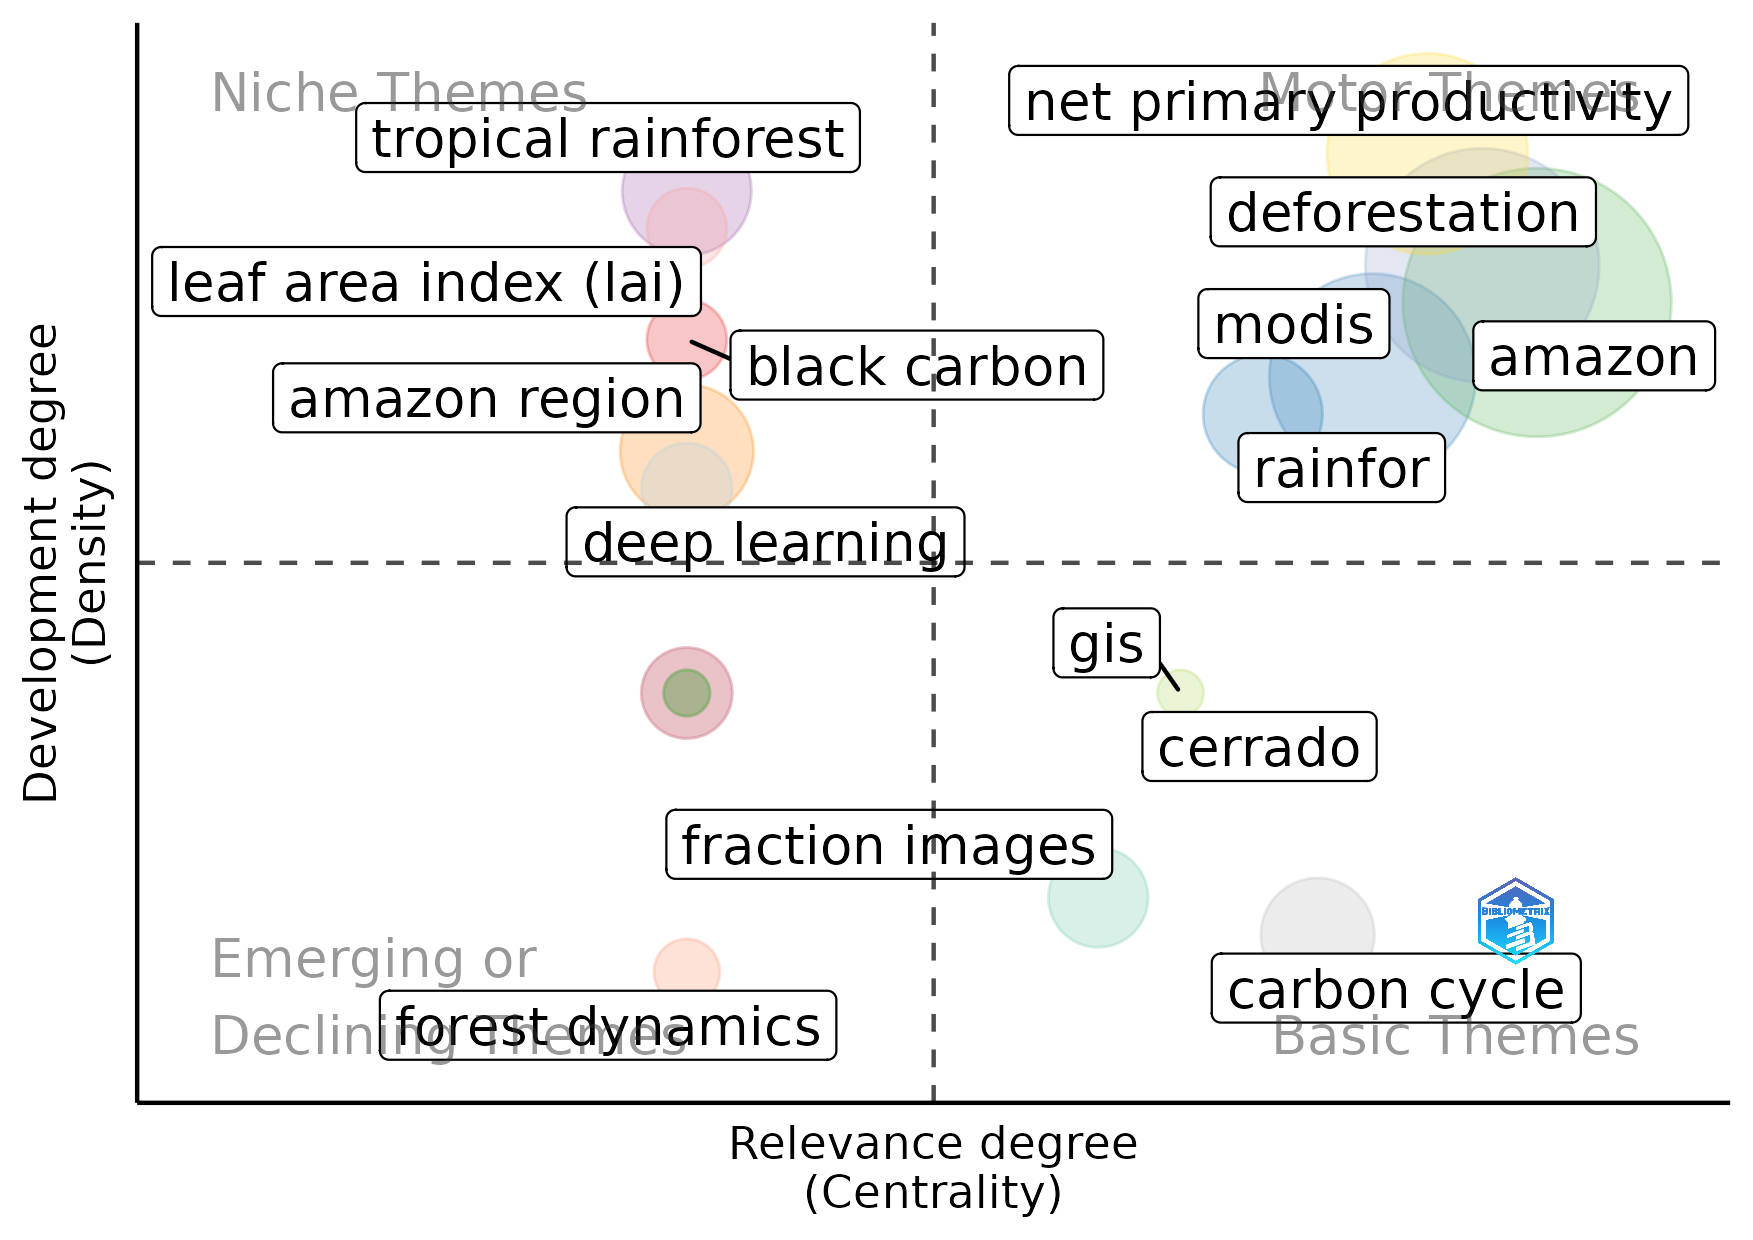 Niche Themes
Motor Themes
net primary productivity
tropical rainforest
deforestation
leaf area index (lai)
modis
black carbon
amazon
amazon region
rainfor
deep learning
gis
cerrado
fraction images
BIBLIOMETRIX
Emerging or
Declining Themes
forest dynamics
carbon cycle
Basic Themes
Development degree
(Density)
Relevance degree
(Centrality)